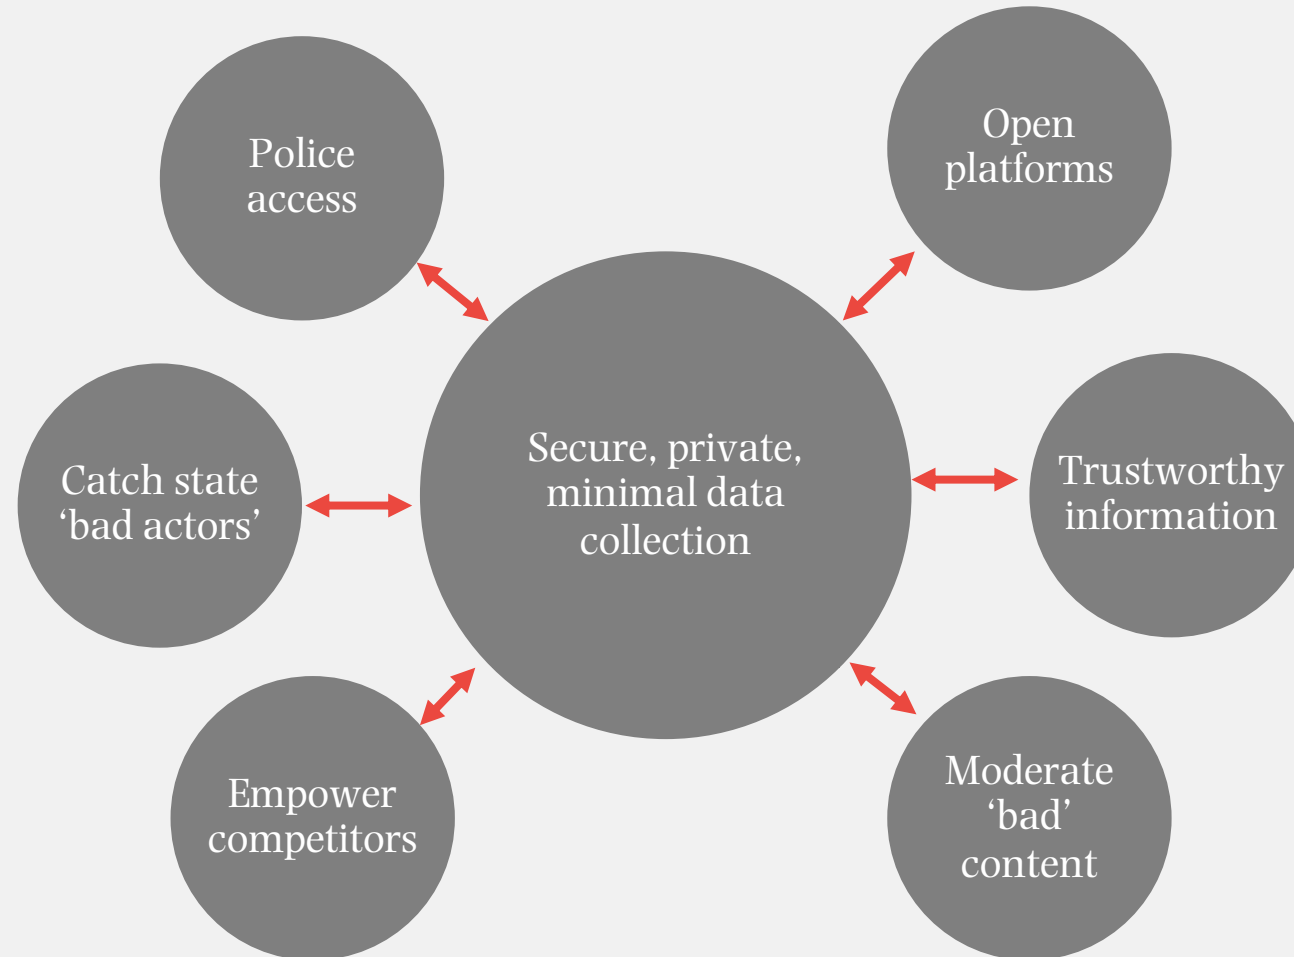 Police
access
Open
platforms
Catch state
‘bad actors’
Secure, private,
minimal data
collection
Trustworthy
information
Empower
competitors
Moderate
‘bad’
content